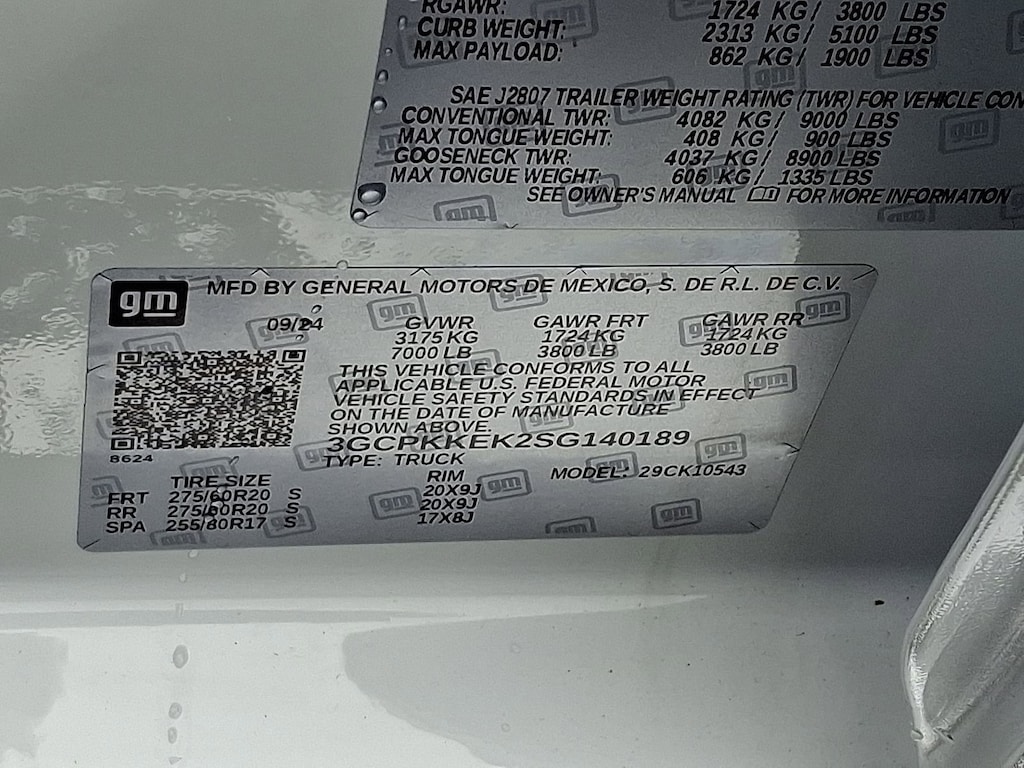 RGAWR: 1724 KG / 3800 LBS
CURB WEIGHT: 2313 KG / 5100 LBS
MAX PAYLOAD: 862 KG / 1900 LBS
SAE J2807 TRAILER WEIGHT RATING (TWR) FOR VEHICLE CON
CONVENTIONAL TWR: 4082 KG / 9000 LBS
MAX TONGUE WEIGHT: 408 KG / 900 LBS
GOOSENECK TWR: 4037 KG / 8900 LBS
MAX TONGUE WEIGHT: 606 KG / 1335 LBS
SEE OWNER'S MANUAL FOR MORE INFORMATION
gm
MFD BY GENERAL MOTORS DE MEXICO, S. DE R.L. DE C.V.
09/24 GVWR GAWR FRT GAWR RR
3175 KG 1724 KG 1724 KG
7000 LB 3800 LB 3800 LB
THIS VEHICLE CONFORMS TO ALL
APPLICABLE U.S. FEDERAL MOTOR
VEHICLE SAFETY STANDARDS IN EFFECT
ON THE DATE OF MANUFACTURE
SHOWN ABOVE.
3GCPKKEK2SG140189
8624 TYPE: TRUCK MODEL: 29CK10543
TIRE SIZE RIM
FRT 275/60R20 S 20X9J
RR 275/60R20 S 20X9J
SPA 255/80R17 S 17X8J